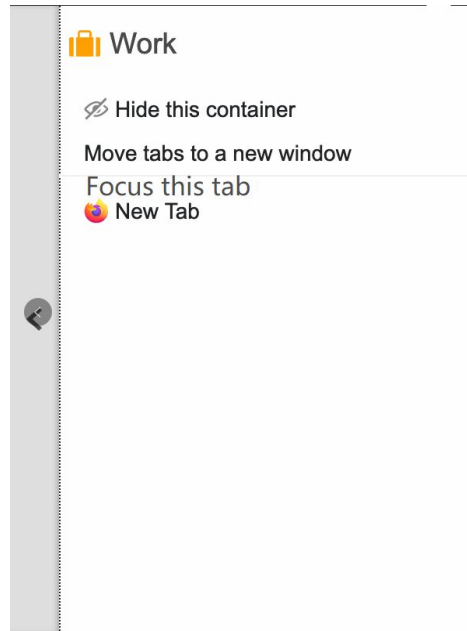 Work
Hide this container
Move tabs to a new window
Focus this tab
New Tab